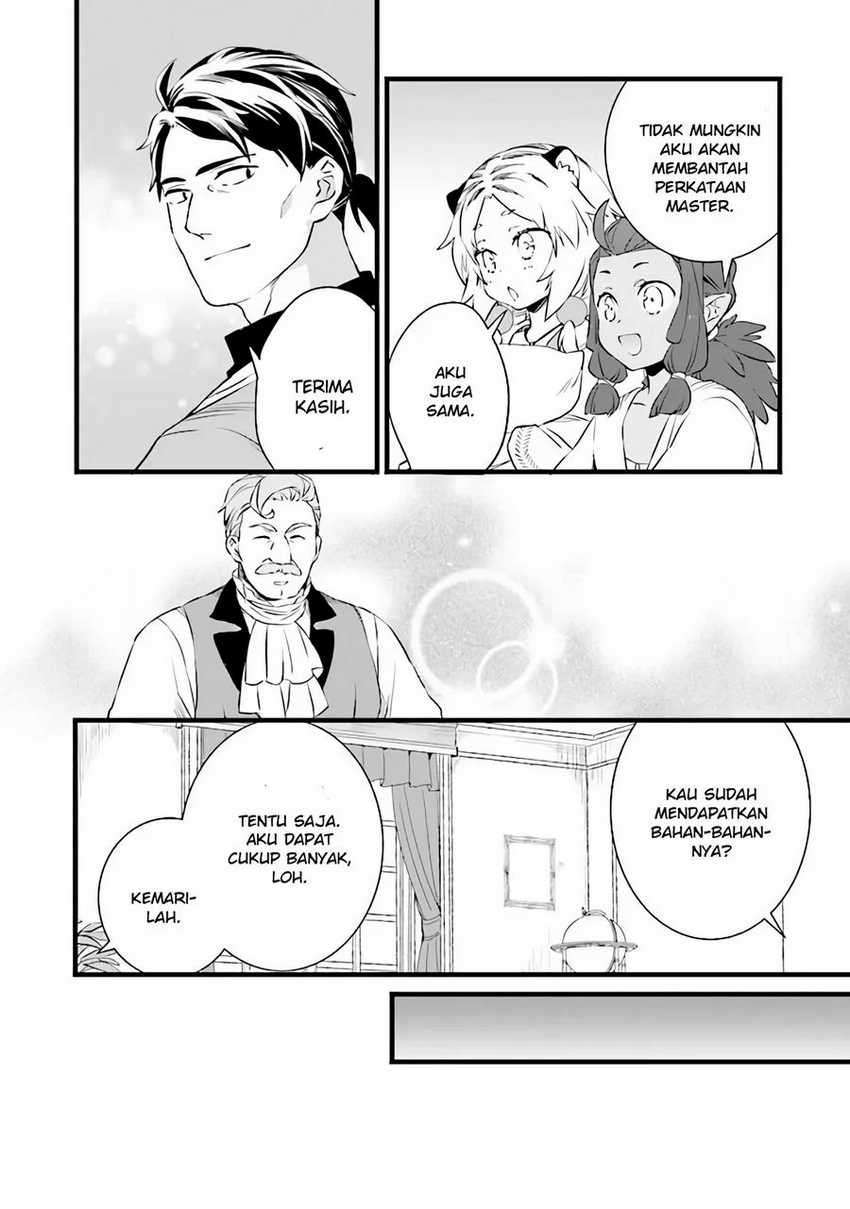 TIDAK MUNGKIN
AKU AKAN
MEMBANTAH
PERKATAAN
MASTER.
AKU
JUGA
SAMA.
TERIMA
KASIH.
KAU SUDAH
MENDAPATKAN
BAHAN-BAHAN-
NYA?
TENTU SAJA.
AKU DAPAT
CUKUP BANYAK,
LOH.
KEMARI-
LAH.